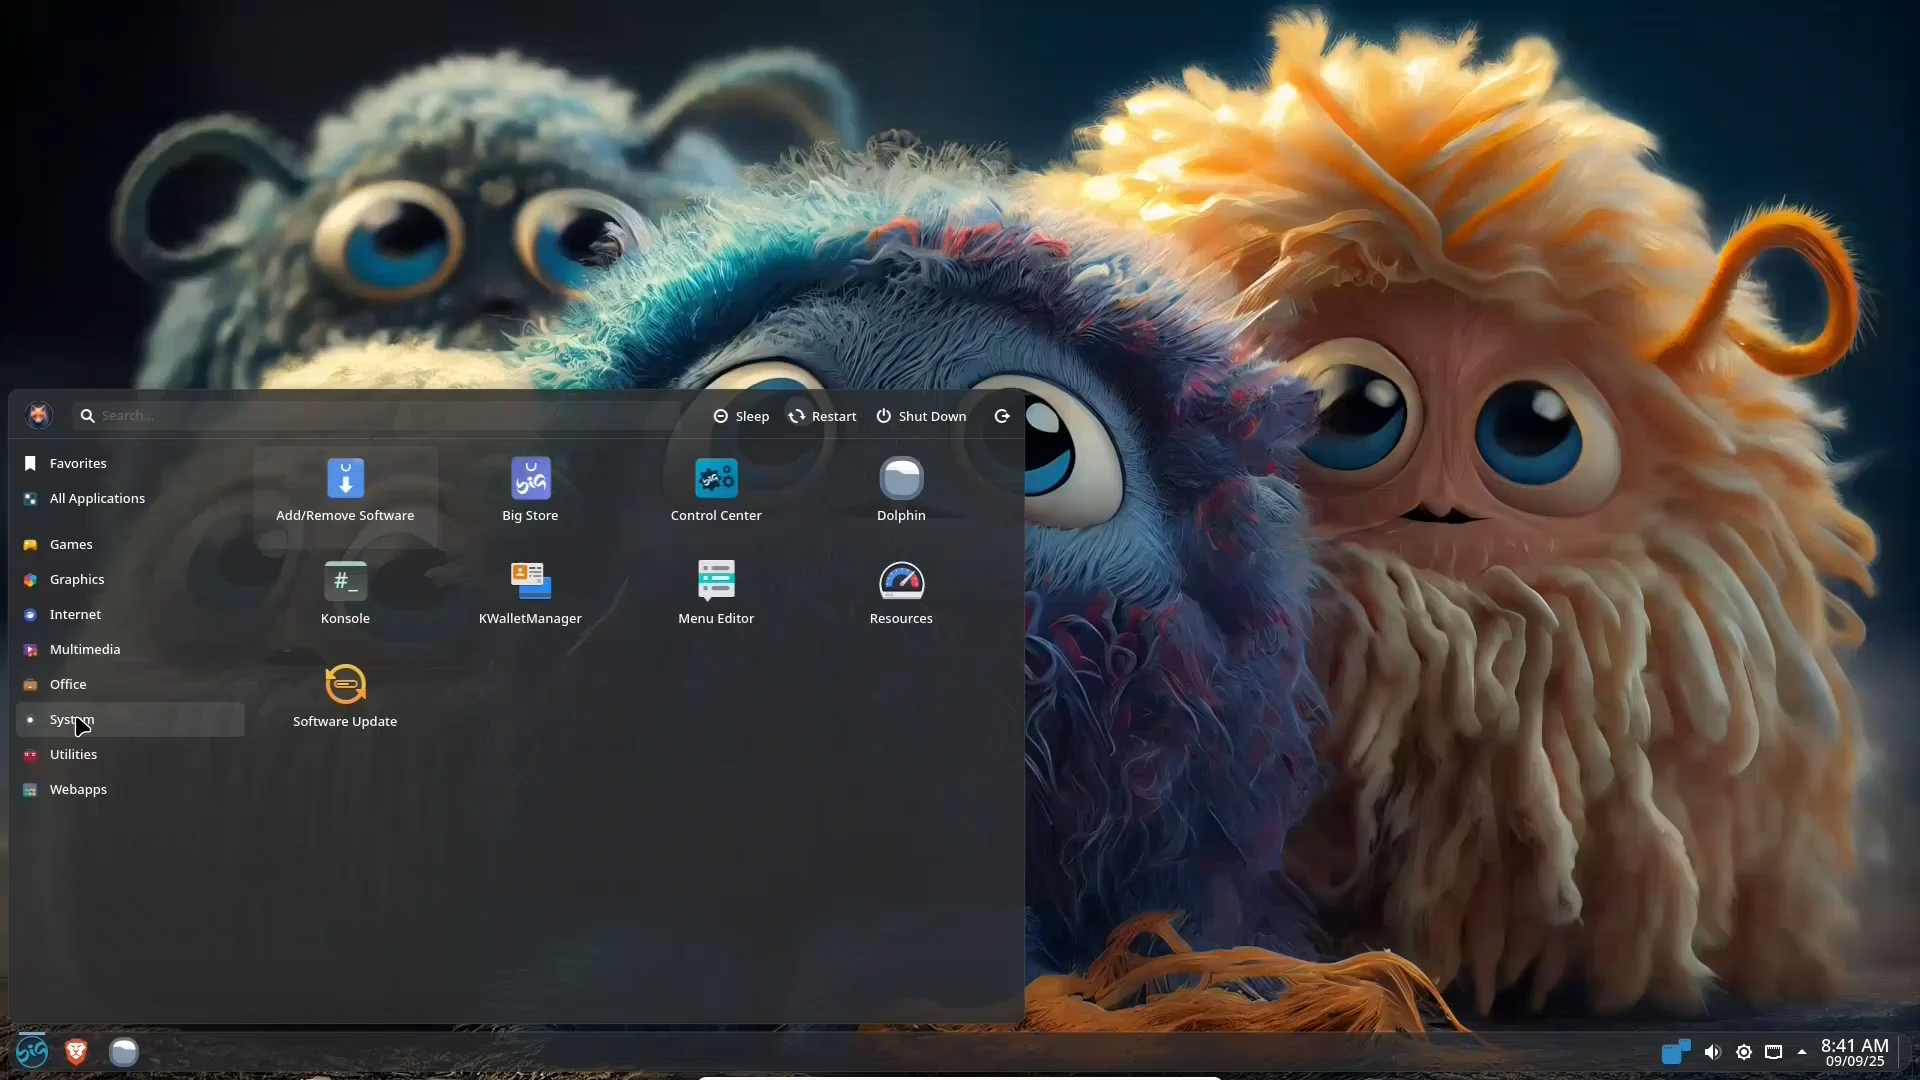 Search...
Sleep
Restart
Shut Down
Favorites
All Applications
Games
Graphics
Internet
Multimedia
Office
System
Utilities
Webapps
Add/Remove Software
Big Store
Control Center
Dolphin
Konsole
KWalletManager
Menu Editor
Resources
Software Update
big
8:41 AM
09/09/25